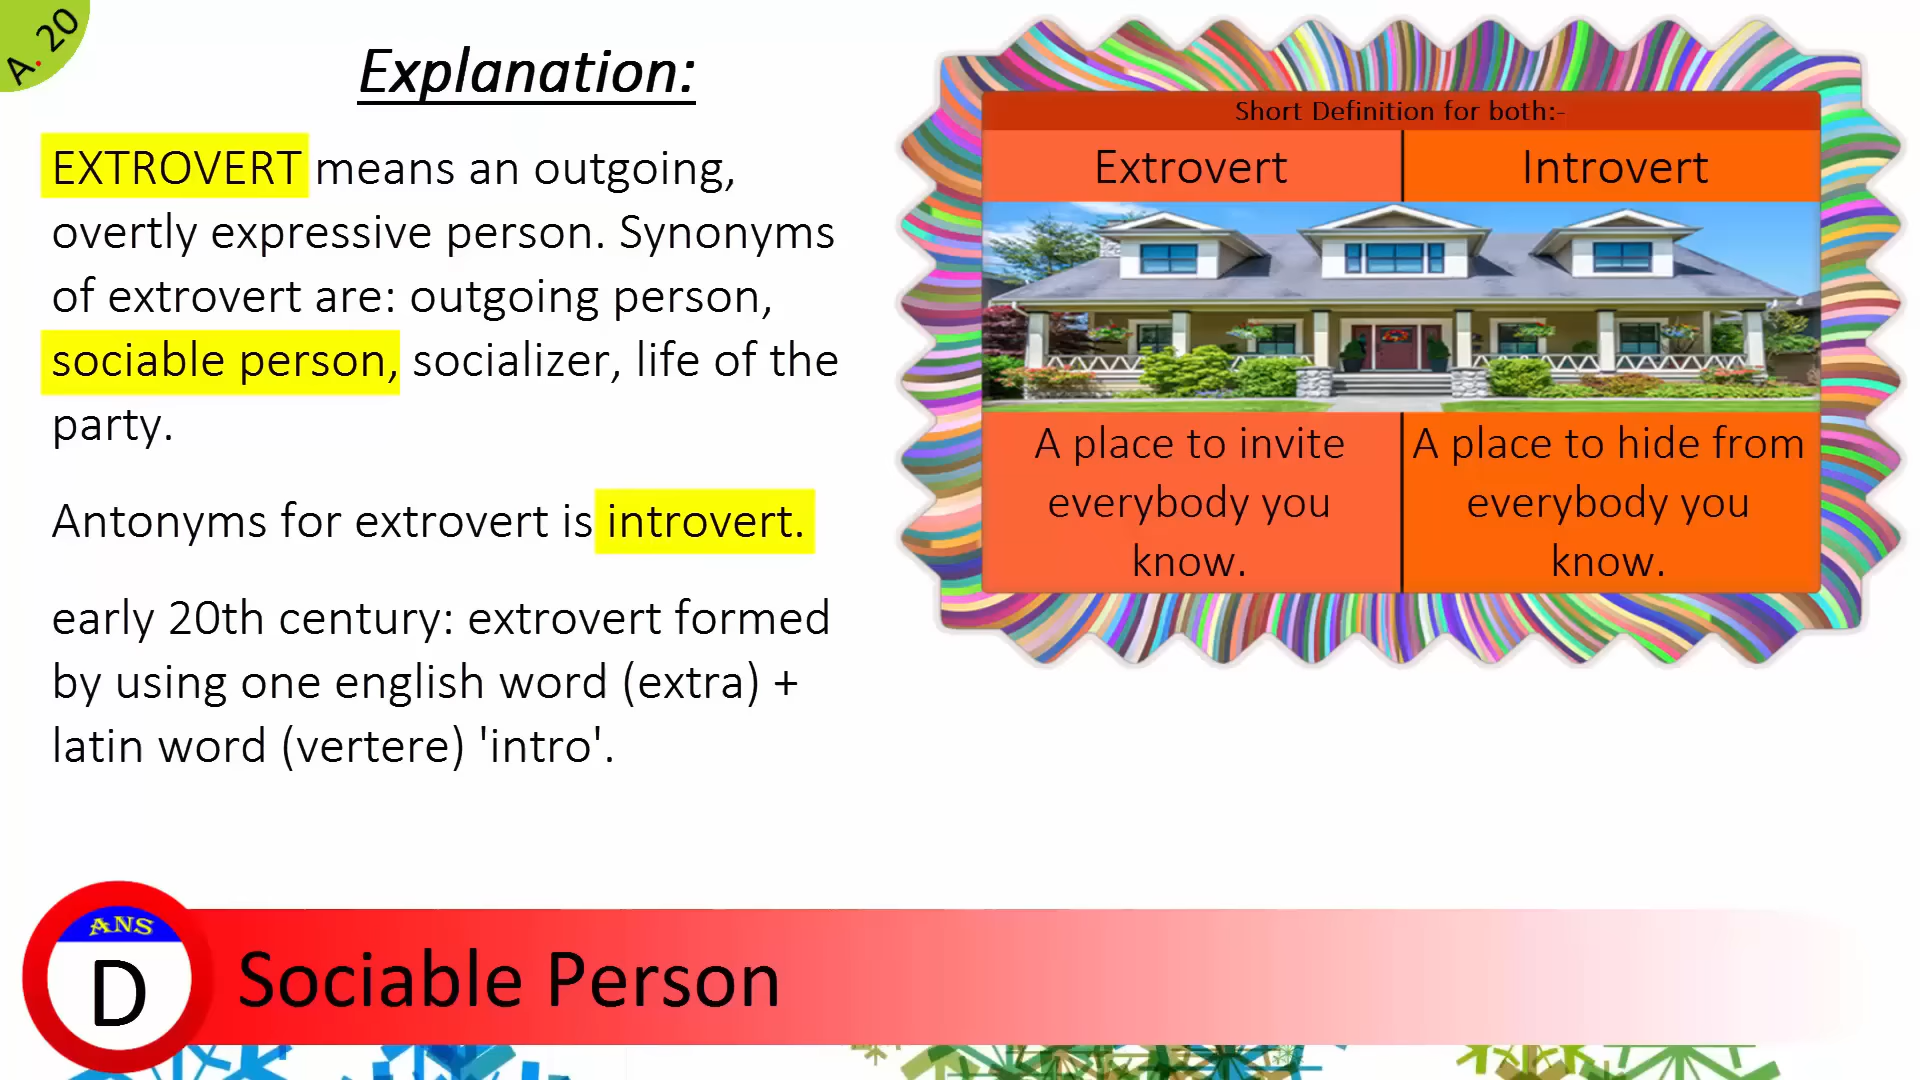 A. 20
Explanation:
EXTROVERT means an outgoing,
overtly expressive person. Synonyms
of extrovert are: outgoing person,
sociable person, socializer, life of the
party.
Antonyms for extrovert is introvert.
early 20th century: extrovert formed
by using one english word (extra) +
latin word (vertere) 'intro'.
Short Definition for both:-
Extrovert
Introvert
A place to invite
everybody you
know.
A place to hide from
everybody you
know.
ANS
D
Sociable Person